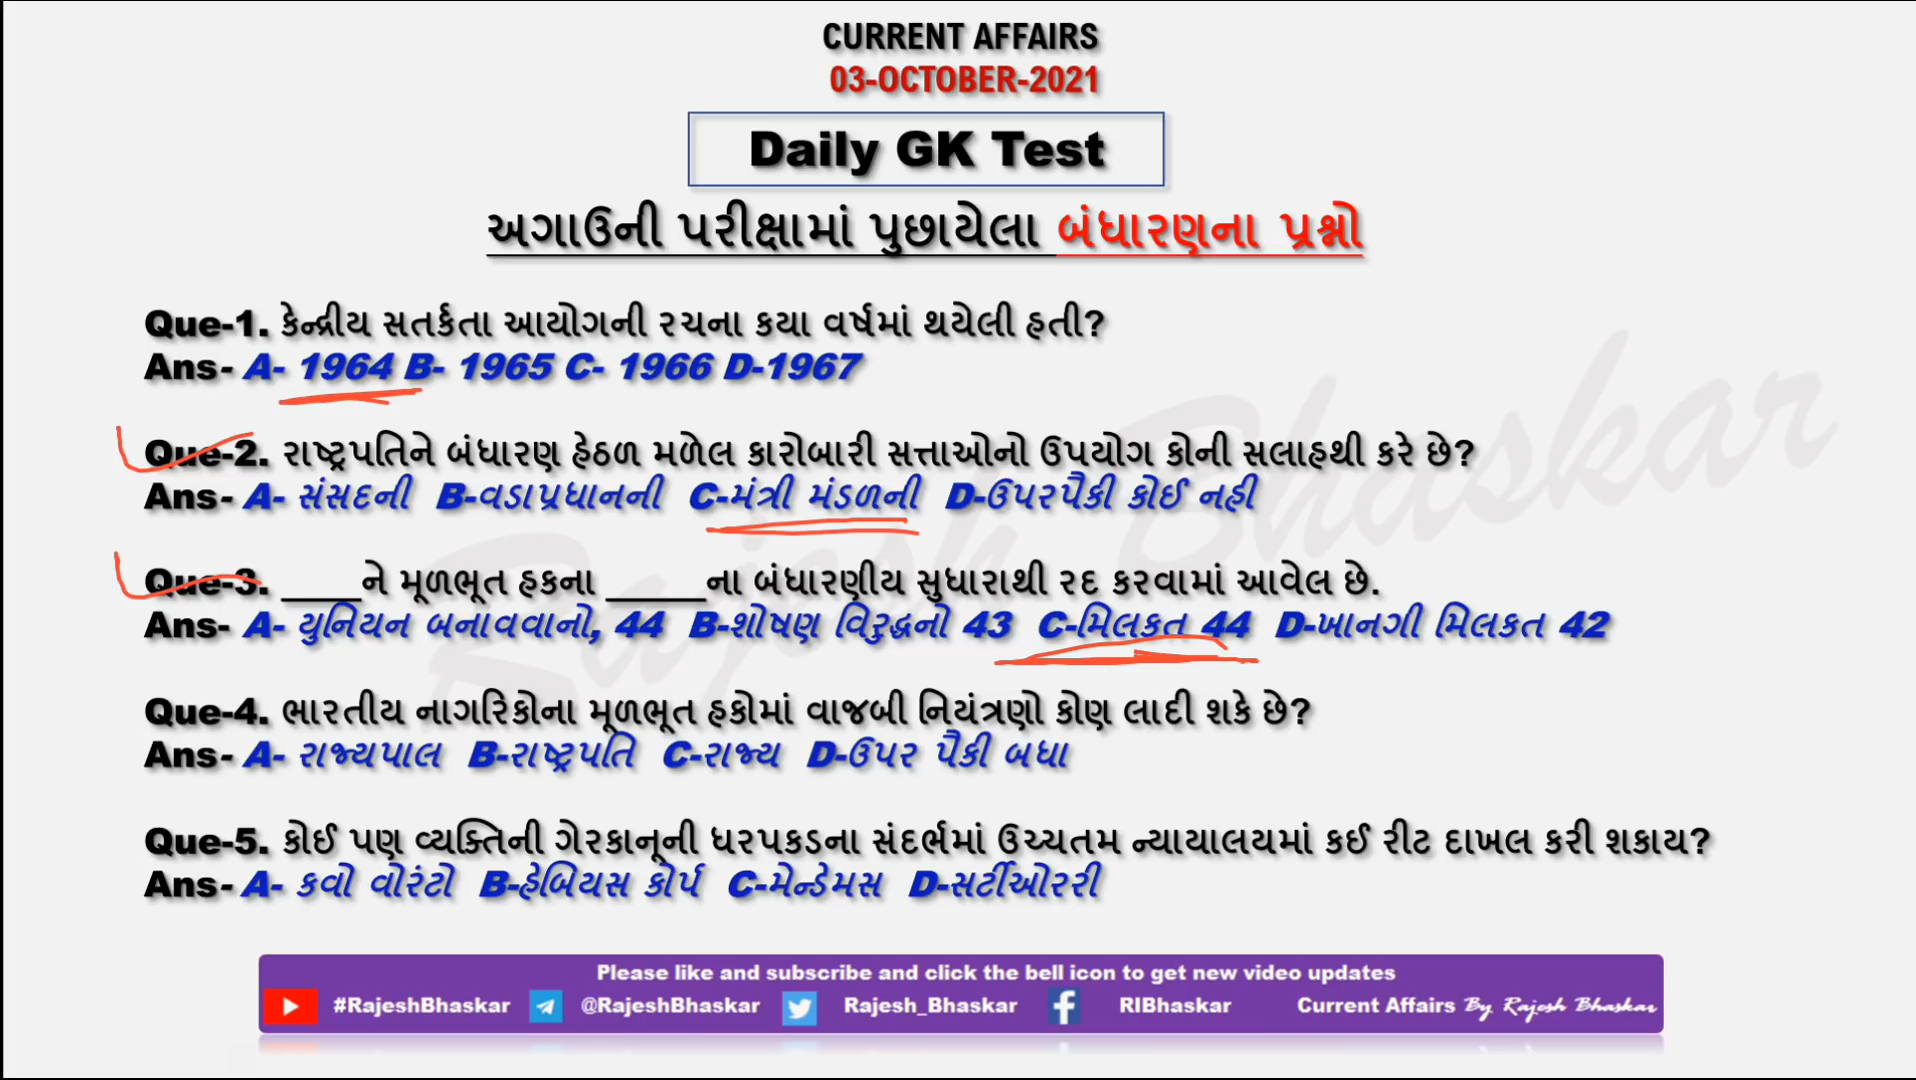 CURRENT AFFAIRS
03-OCTOBER-2021
Daily GK Test
અગાઉની પરીક્ષામાં પુછાયેલા બંધારણના પ્રશ્નો
Que-1. કેન્દ્રીય સતર્કતા આયોગની રચના કયા વર્ષમાં થયેલી હતી?
Ans- A- 1964 B- 1965 C- 1966 D-1967
Que-2. રાષ્ટ્રપતિને બંધારણ હેઠળ મળેલ કારોબારી સત્તાઓનો ઉપયોગ કોની સલાહથી કરે છે?
Ans- A- સંસદની B-વડાપ્રધાનની C-મંત્રી મંડળની D-ઉપરપૈકી કોઈ નહી
Que-3. ____ને મૂળભૂત હકના _____ના બંધારણીય સુધારાથી રદ કરવામાં આવેલ છે.
Ans- A- યુનિયન બનાવવાનો, 44 B-શોષણ વિરુદ્ધનો 43 C-મિલકત 44 D-ખાનગી મિલકત 42
Que-4. ભારતીય નાગરિકોના મૂળભૂત હકોમાં વાજબી નિયંત્રણો કોણ લાદી શકે છે?
Ans- A- રાજ્યપાલ B-રાષ્ટ્રપતિ C-રાજ્ય D-ઉપર પૈકી બધા
Que-5. કોઈ પણ વ્યક્તિની ગેરકાનૂની ધરપકડના સંદર્ભમાં ઉચ્ચતમ ન્યાયાલયમાં કઈ રીટ દાખલ કરી શકાય?
Ans- A- કવો વોરંટો B-હેબિયસ કોર્પ C-મેન્ડેમસ D-સર્ટીઓરરી
Rajesh Bhaskar
Please like and subscribe and click the bell icon to get new video updates
#RajeshBhaskar @RajeshBhaskar Rajesh_Bhaskar RIBhaskar Current Affairs By Rajesh Bhaskar